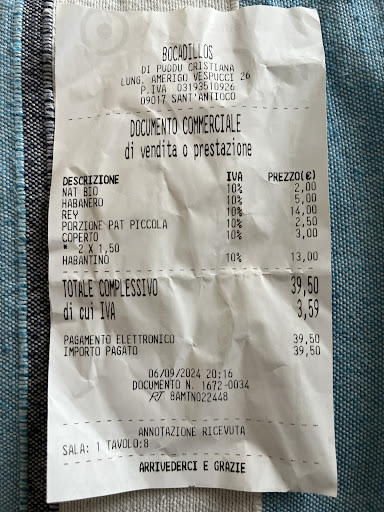 BOCADILLOS
DI PUDDU CRISTIANA
LUNG. AMERIGO VESPUCCI 26
P.IVA 03193510926
09017 SANT'ANTIOCO
DOCUMENTO COMMERCIALE
di vendita o prestazione
DESCRIZIONE IVA PREZZO(€)
NAT BIO 10% 2,00
HABANERO 10% 5,00
REY 10% 14,00
PORZIONE PAT PICCOLA 10% 2,50
COPERTO 10% 3,00
* 2 X 1,50
HABANTINO 10% 13,00
TOTALE COMPLESSIVO 39,50
di cui IVA 3,59
PAGAMENTO ELETTRONICO 39,50
IMPORTO PAGATO 39,50
06/09/2024 20:16
DOCUMENTO N. 1672-0034
RT 8AMTN022448
ANNOTAZIONE RICEVUTA
SALA: 1 TAVOLO:8
ARRIVEDERCI E GRAZIE